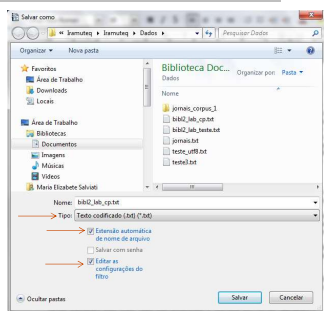 Salvar como
« Iramuteq ▸ Iramuteq ▸ Dados ▸
Pesquisar Dados
Organizar ▾ Nova pasta
Favoritos
Área de Trabalho
Downloads
Locais
Área de Trabalho
Bibliotecas
Documentos
Imagens
Músicas
Vídeos
Maria Elizabete Salviati
Biblioteca Doc...
Dados
Organizar por: Pasta ▾
Nome
jornais_corpus_1
bibl2_lab_cp.txt
bibl2_lab_teste.txt
jornais.txt
teste_utf8.txt
teste3.txt
Nome: bibl2_lab_cp.txt
Tipo: Texto codificado (.txt) (*.txt)
Extensão automática
de nome de arquivo
Salvar com senha
Editar as
configurações do
filtro
Ocultar pastas
Salvar
Cancelar